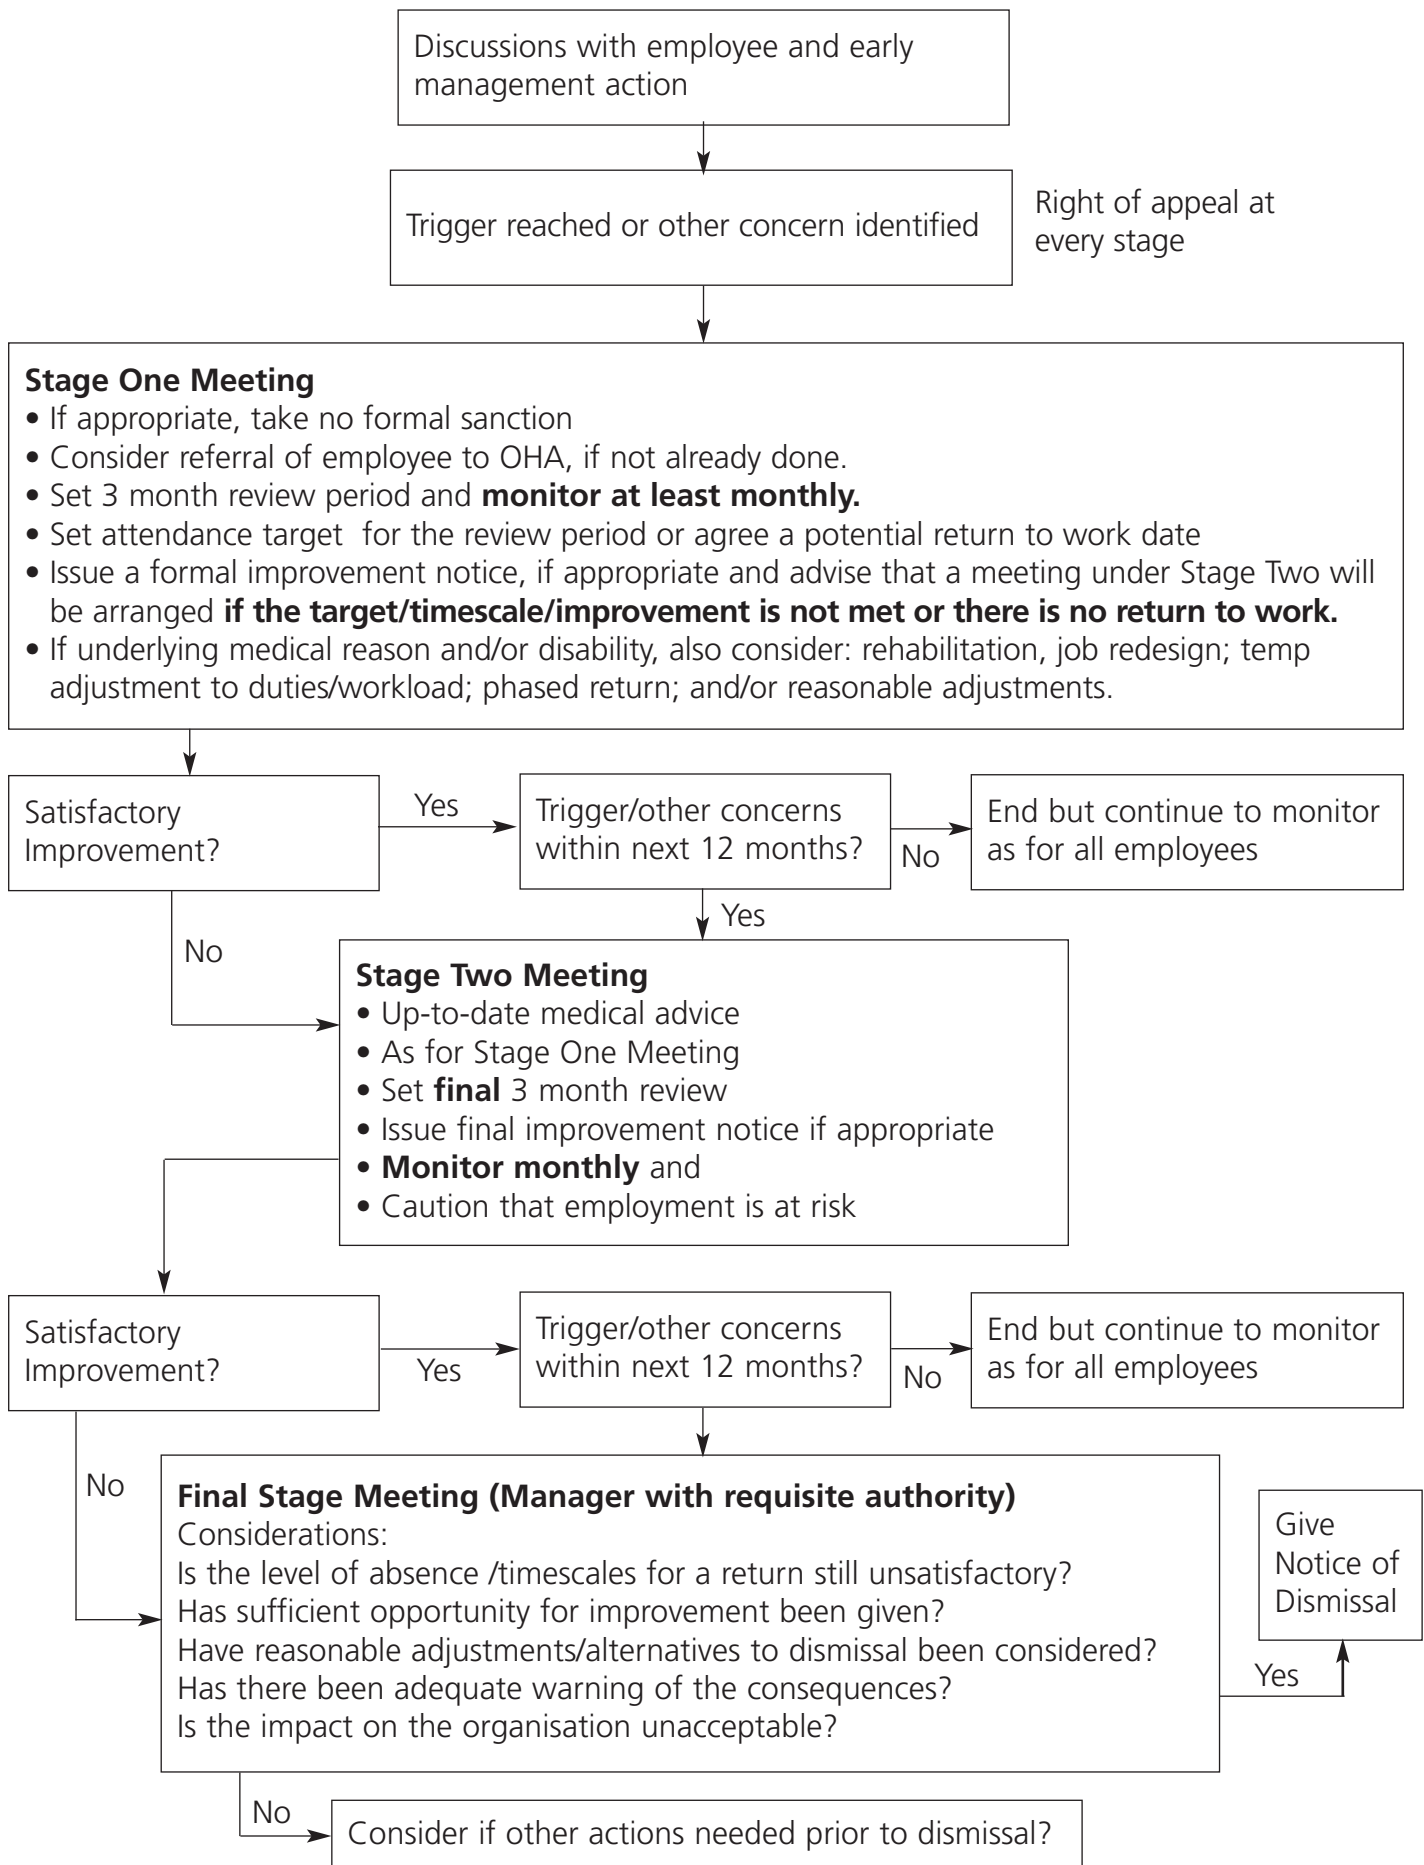 Discussions with employee and early
management action
Trigger reached or other concern identified
Right of appeal at
every stage
Stage One Meeting
• If appropriate, take no formal sanction
• Consider referral of employee to OHA, if not already done.
• Set 3 month review period and monitor at least monthly.
• Set attendance target  for the review period or agree a potential return to work date
• Issue a formal improvement notice, if appropriate and advise that a meeting under Stage Two will
be arranged if the target/timescale/improvement is not met or there is no return to work.
• If underlying medical reason and/or disability, also consider: rehabilitation, job redesign; temp
adjustment to duties/workload; phased return; and/or reasonable adjustments.
Satisfactory
Improvement?
Yes
Trigger/other concerns
within next 12 months?
No
End but continue to monitor
as for all employees
Yes
No
Stage Two Meeting
• Up-to-date medical advice
• As for Stage One Meeting
• Set final 3 month review
• Issue final improvement notice if appropriate
• Monitor monthly and
• Caution that employment is at risk
Satisfactory
Improvement?
Yes
Trigger/other concerns
within next 12 months?
No
End but continue to monitor
as for all employees
No
Final Stage Meeting (Manager with requisite authority)
Considerations:
Is the level of absence /timescales for a return still unsatisfactory?
Has sufficient opportunity for improvement been given?
Have reasonable adjustments/alternatives to dismissal been considered?
Has there been adequate warning of the consequences?
Is the impact on the organisation unacceptable?
Yes
Give
Notice of
Dismissal
No
Consider if other actions needed prior to dismissal?